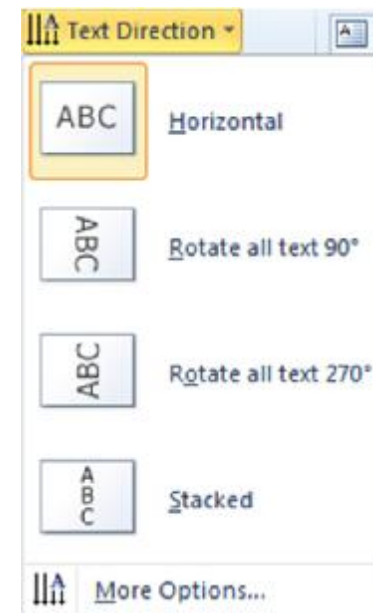 Text Direction
A
ABC Horizontal
ABC Rotate all text 90°
ABC Rotate all text 270°
A
B
C
Stacked
More Options...